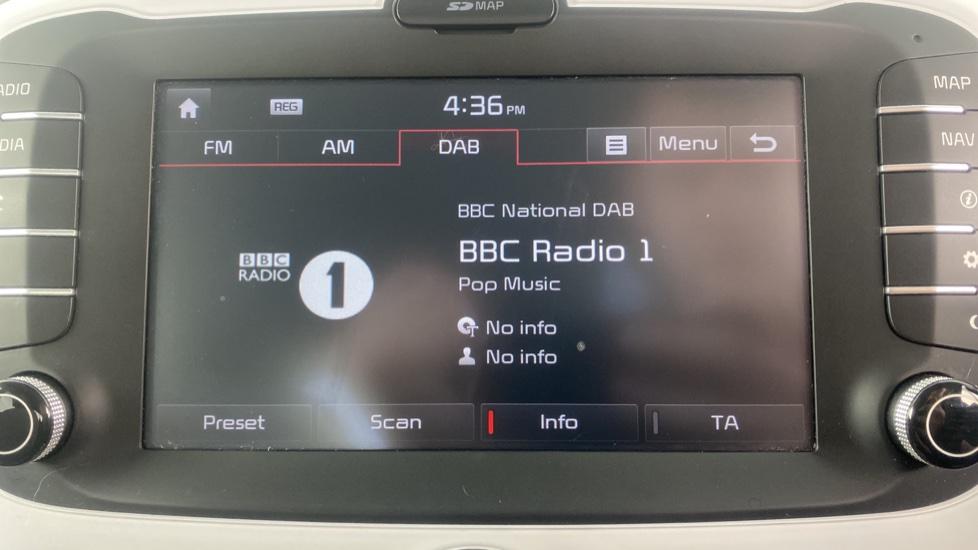 SD MAP
ADIO
DIA
MAP
NAV
REG
4:36 PM
FM AM DAB Menu
BBC National DAB
BBC Radio 1
Pop Music
No info
No info
BBC
RADIO
1
Preset Scan Info TA